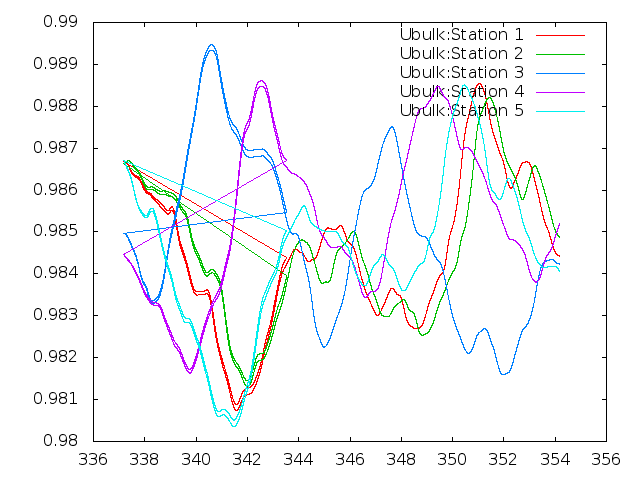 0.99
0.989
0.988
0.987
0.986
0.985
0.984
0.983
0.982
0.981
0.98
336 338 340 342 344 346 348 350 352 354 356
Ubulk:Station 1
Ubulk:Station 2
Ubulk:Station 3
Ubulk:Station 4
Ubulk:Station 5